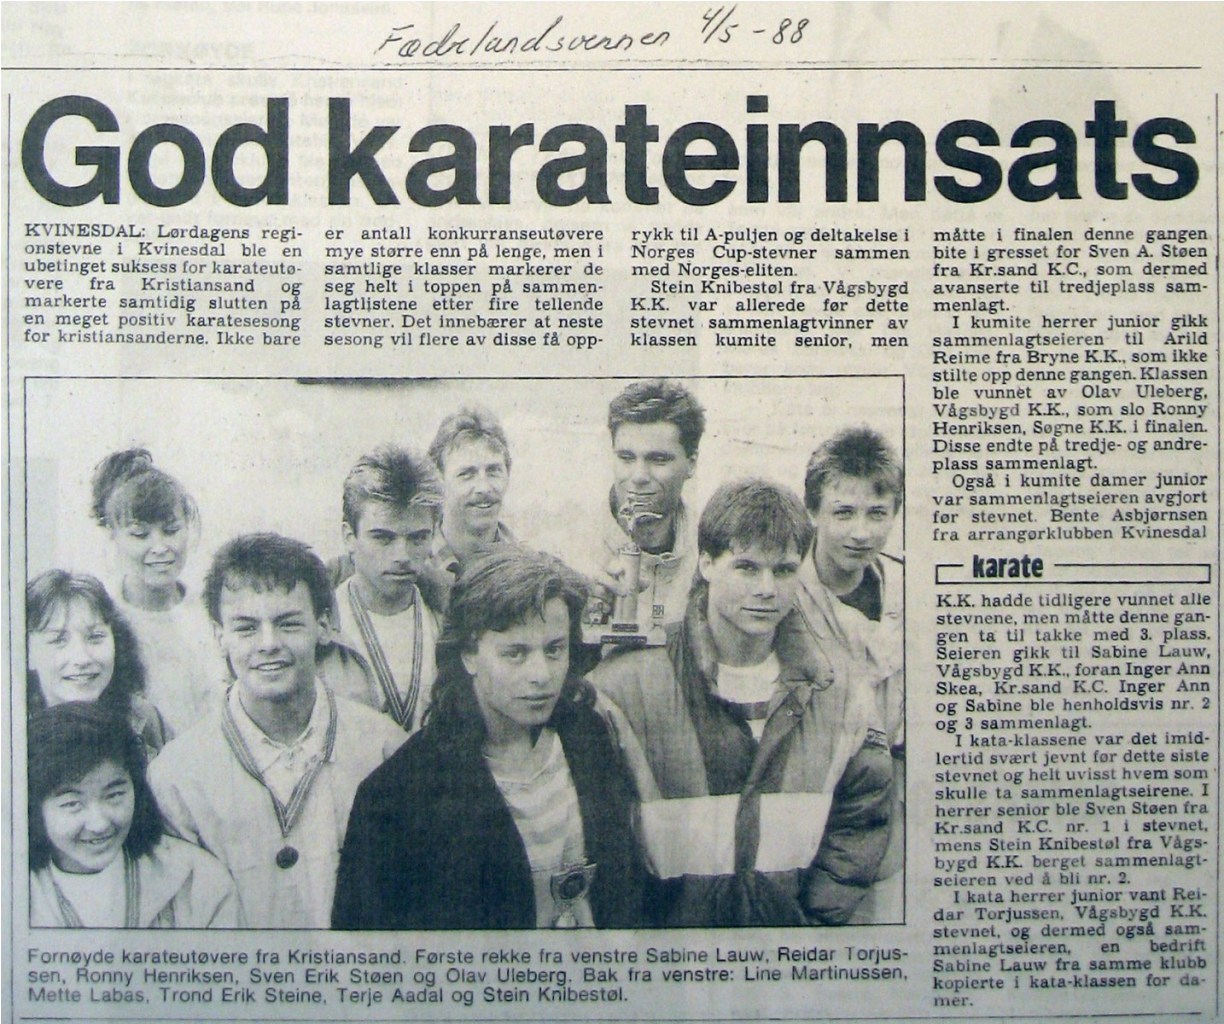 Fædrelandsvennen 4/5 - 88
God karateinnsats
KVINESDAL: Lørdagens regi-
onstevne i Kvinesdal ble en
ubetinget suksess for karateutø-
vere fra Kristiansand og
markerte samtidig slutten på
en meget positiv karatesesong
for kristiansanderne. Ikke bare
er antall konkurranseutøvere
mye større enn på lenge, men i
samtlige klasser markerer de
seg helt i toppen på sammen-
lagtlistene etter fire tellende
stevner. Det innebærer at neste
sesong vil flere av disse få opp-
rykk til A-puljen og deltakelse i
Norges Cup-stevner sammen
med Norges-eliten.
Stein Knibestøl fra Vågsbygd
K.K. var allerede før dette
stevnet sammenlagtvinner av
klassen kumite senior, men
måtte i finalen denne gangen
bite i gresset for Sven A. Støen
fra Kr.sand K.C., som dermed
avanserte til tredjeplass sam-
menlagt.
I kumite herrer junior gikk
sammenlagtseieren til Arild
Reime fra Bryne K.K., som ikke
stilte opp denne gangen. Klassen
ble vunnet av Olav Uleberg,
Vågsbygd K.K., som slo Ronny
Henriksen, Søgne K.K. i finalen.
Disse endte på tredje- og andre-
plass sammenlagt.
Også i kumite damer junior
var sammenlagtseieren avgjort
før stevnet. Bente Asbjørnsen
fra arrangørklubben Kvinesdal
karate
K.K. hadde tidligere vunnet alle
stevnene, men måtte denne gan-
gen ta til takke med 3. plass.
Seieren gikk til Sabine Lauw,
Vågsbygd K.K., foran Inger Ann
Skea, Kr.sand K.C. Inger Ann
og Sabine ble henholdsvis nr. 2
og 3 sammenlagt.
I kata-klassene var det imid-
lertid svært jevnt før dette siste
stevnet og helt uvisst hvem som
skulle ta sammenlagtseirene. I
herrer senior ble Sven Støen fra
Kr.sand K.C. nr. 1 i stevnet,
mens Stein Knibestøl fra Vågs-
bygd K.K. berget sammenlagt-
seieren ved å bli nr. 2.
I kata herrer junior vant Rei-
dar Torjussen, Vågsbygd K.K.
stevnet, og dermed også sam-
menlagtseieren, en bedrift
Sabine Lauw fra samme klubb
kopierte i kata-klassen for da-
mer.
Fornøyde karateutøvere fra Kristiansand. Første rekke fra venstre Sabine Lauw, Reidar Torjus-
sen, Ronny Henriksen, Sven Erik Støen og Olav Uleberg. Bak fra venstre: Line Martinussen,
Mette Labas, Trond Erik Steine, Terje Aadal og Stein Knibestøl.